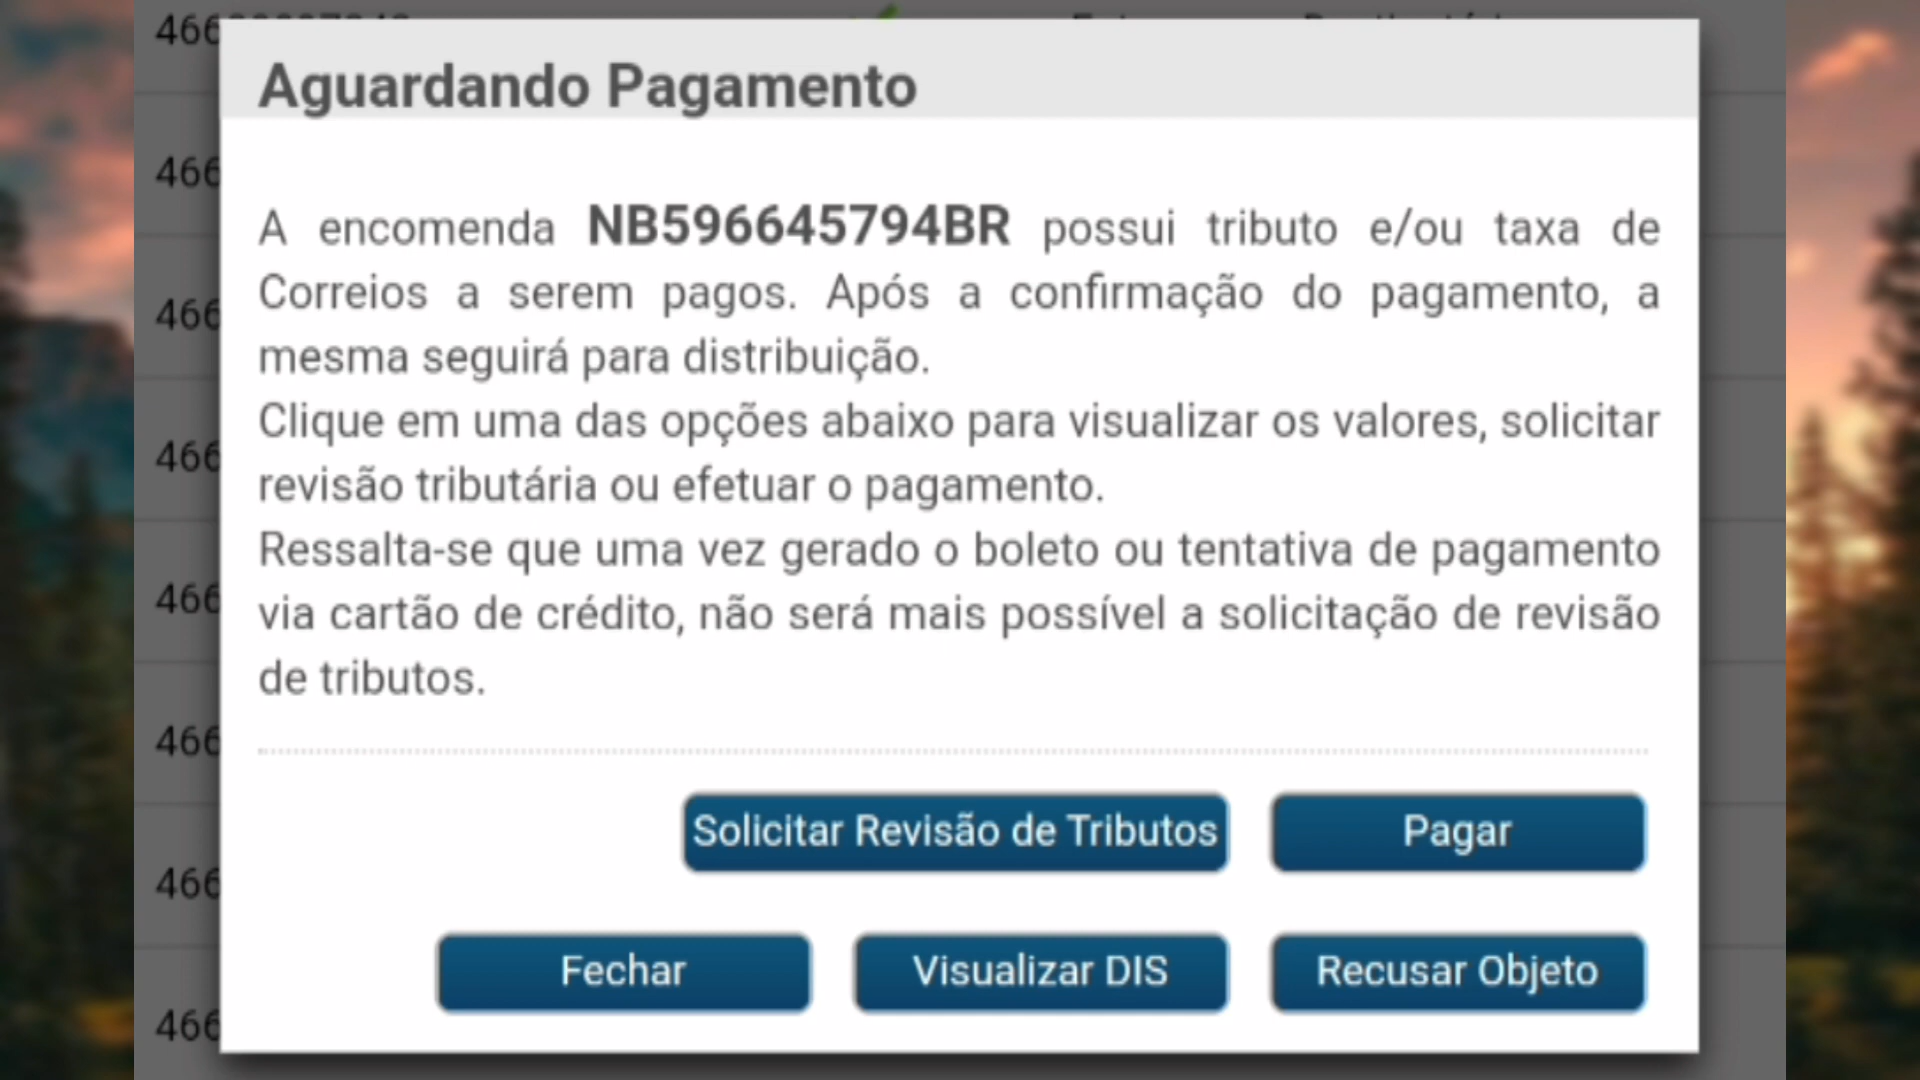 Aguardando Pagamento
A encomenda NB596645794BR possui tributo e/ou taxa de
Correios a serem pagos. Após a confirmação do pagamento, a
mesma seguirá para distribuição.
Clique em uma das opções abaixo para visualizar os valores, solicitar
revisão tributária ou efetuar o pagamento.
Ressalta-se que uma vez gerado o boleto ou tentativa de pagamento
via cartão de crédito, não será mais possível a solicitação de revisão
de tributos.
Solicitar Revisão de Tributos
Pagar
Fechar
Visualizar DIS
Recusar Objeto